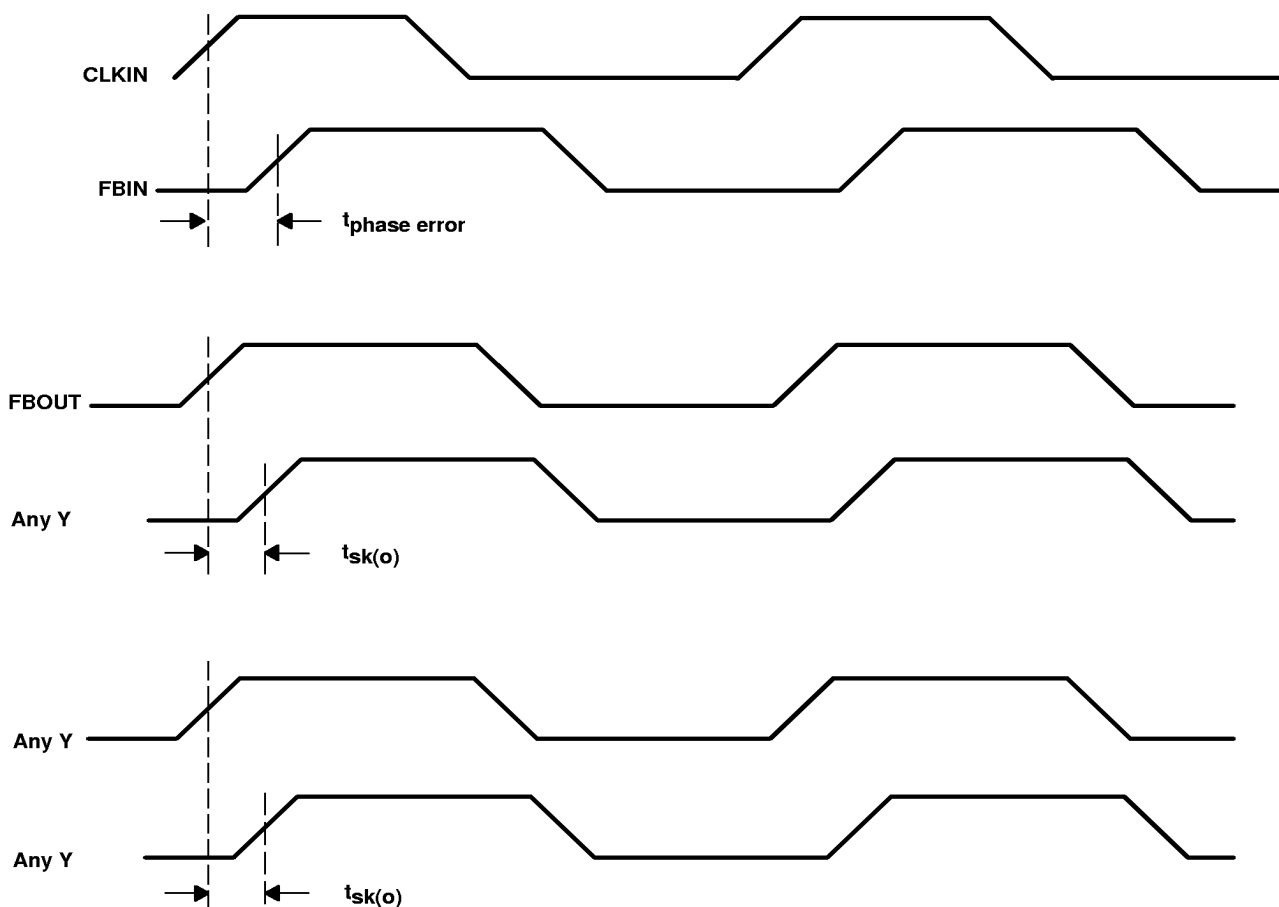 CLKIN
FBIN
tphase error
FBOUT
Any Y
tsk(o)
Any Y
Any Y
tsk(o)